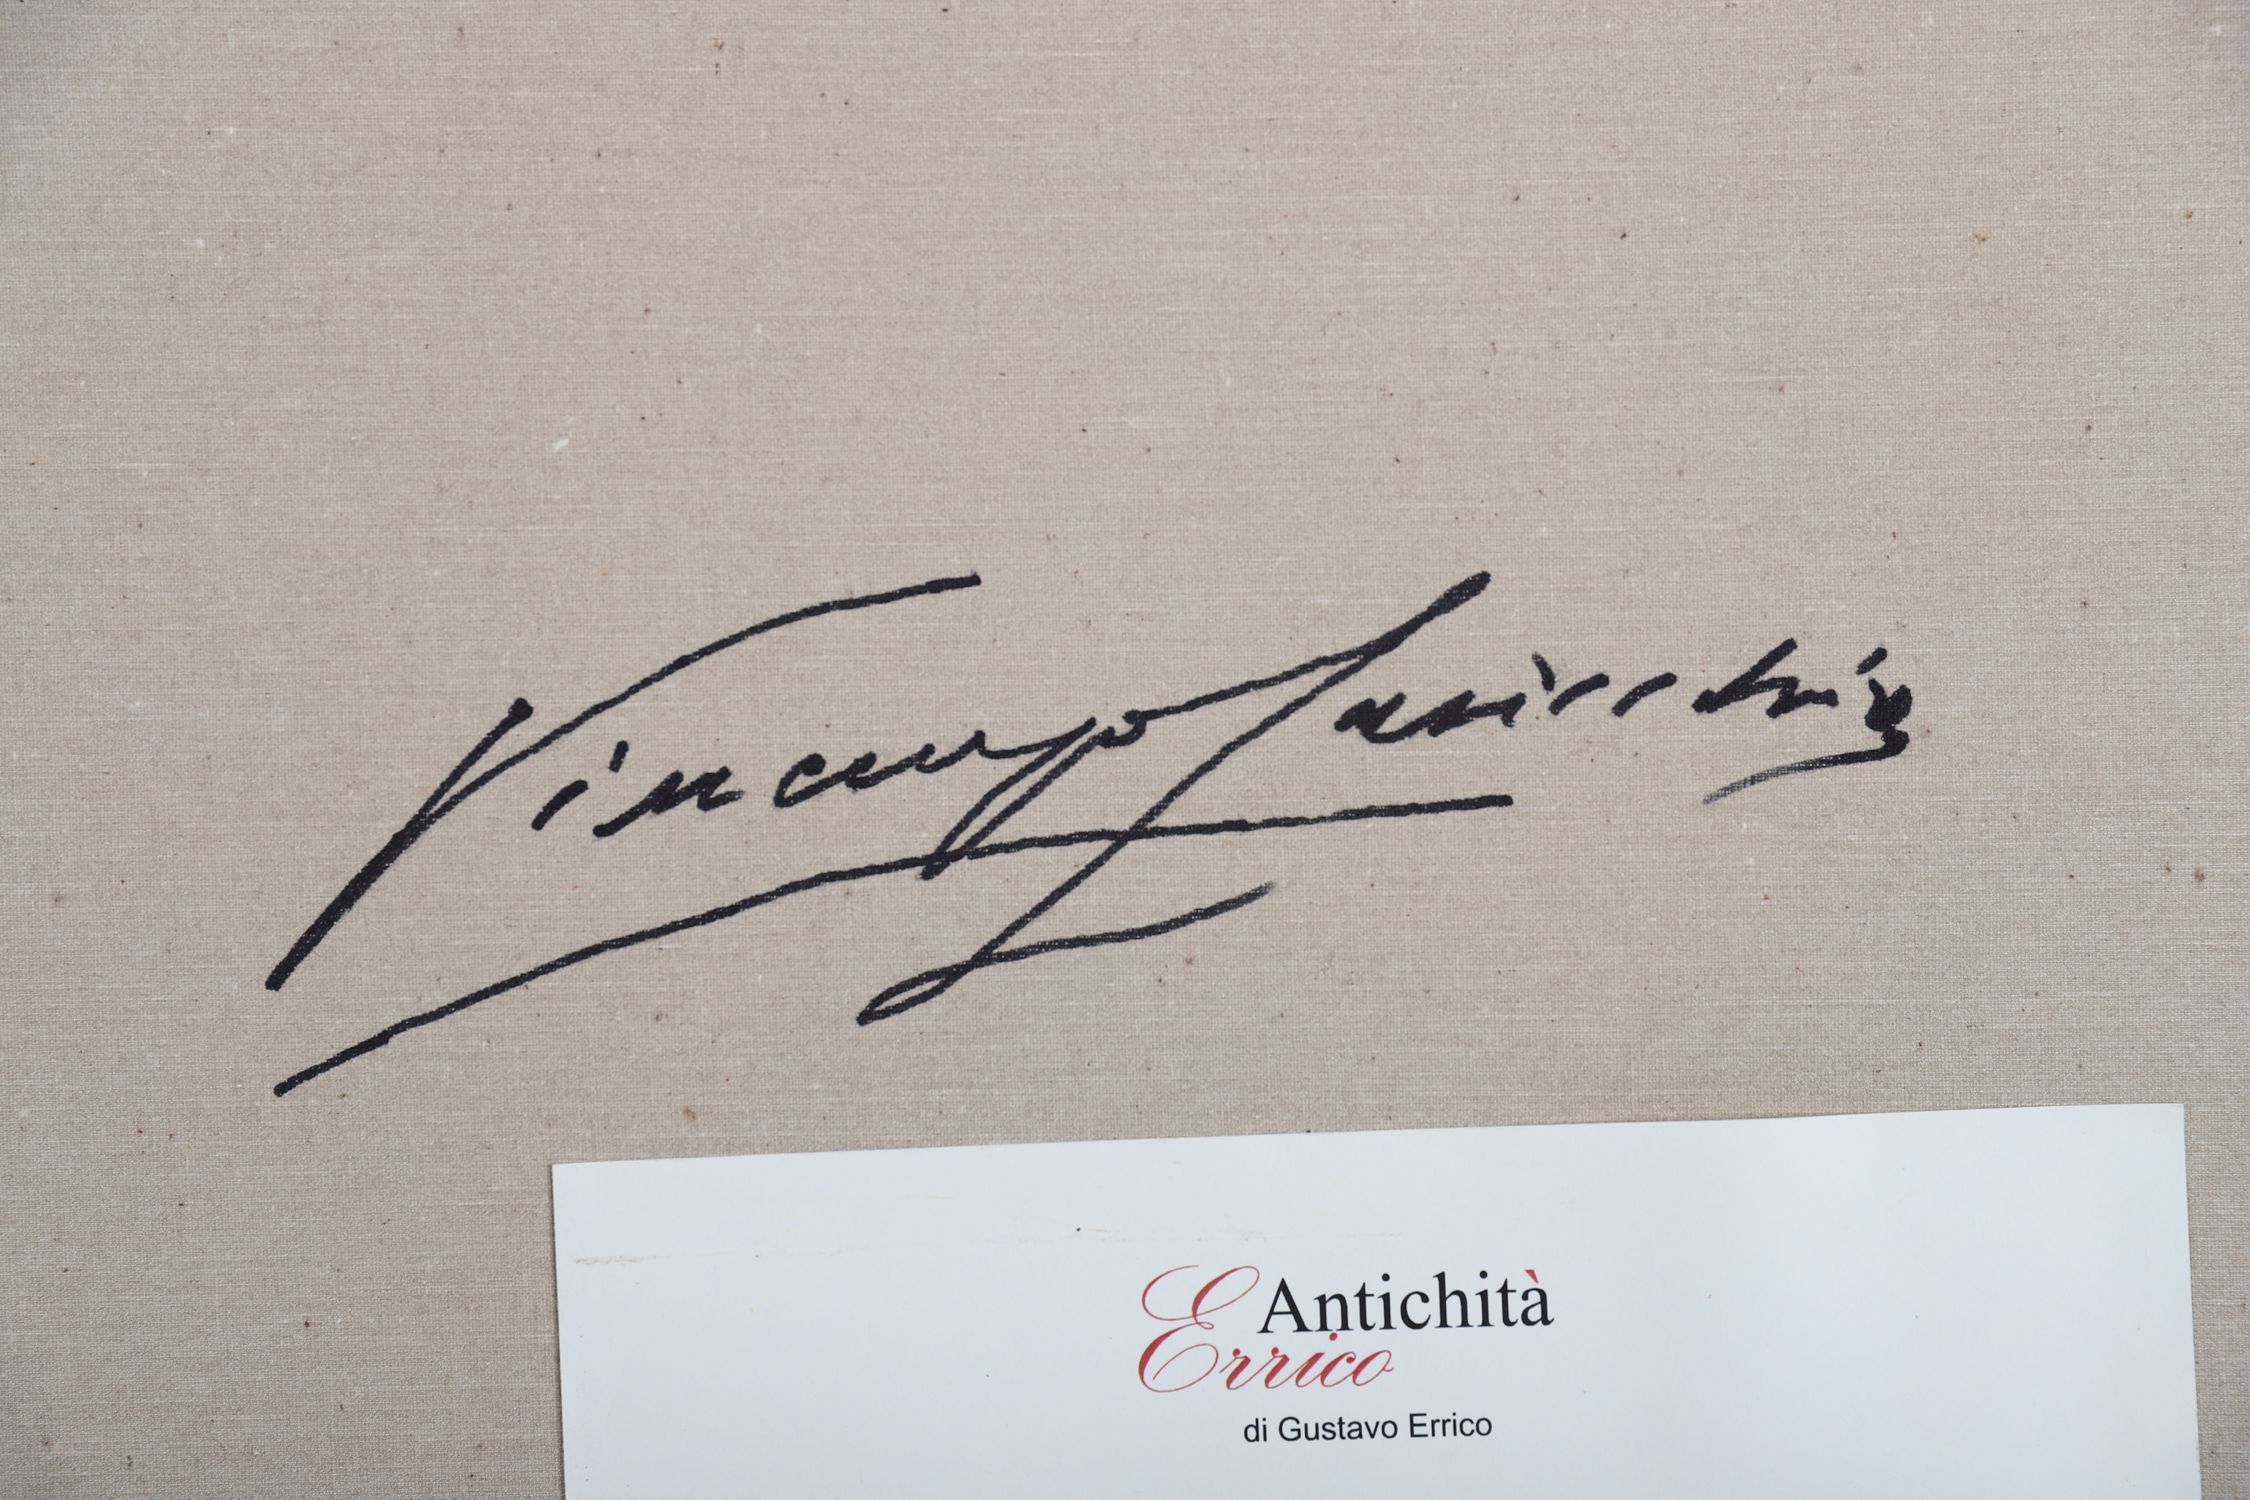 Vincenzo
Antichità
Errico
di Gustavo Errico